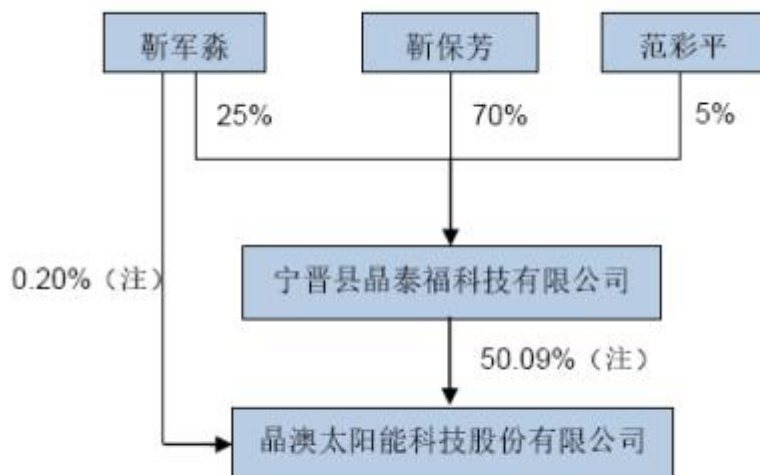 靳军淼
靳保芳
范彩平
25%
70%
5%
宁晋县晶泰福科技有限公司
0.20%（注）
50.09%（注）
晶澳太阳能科技股份有限公司